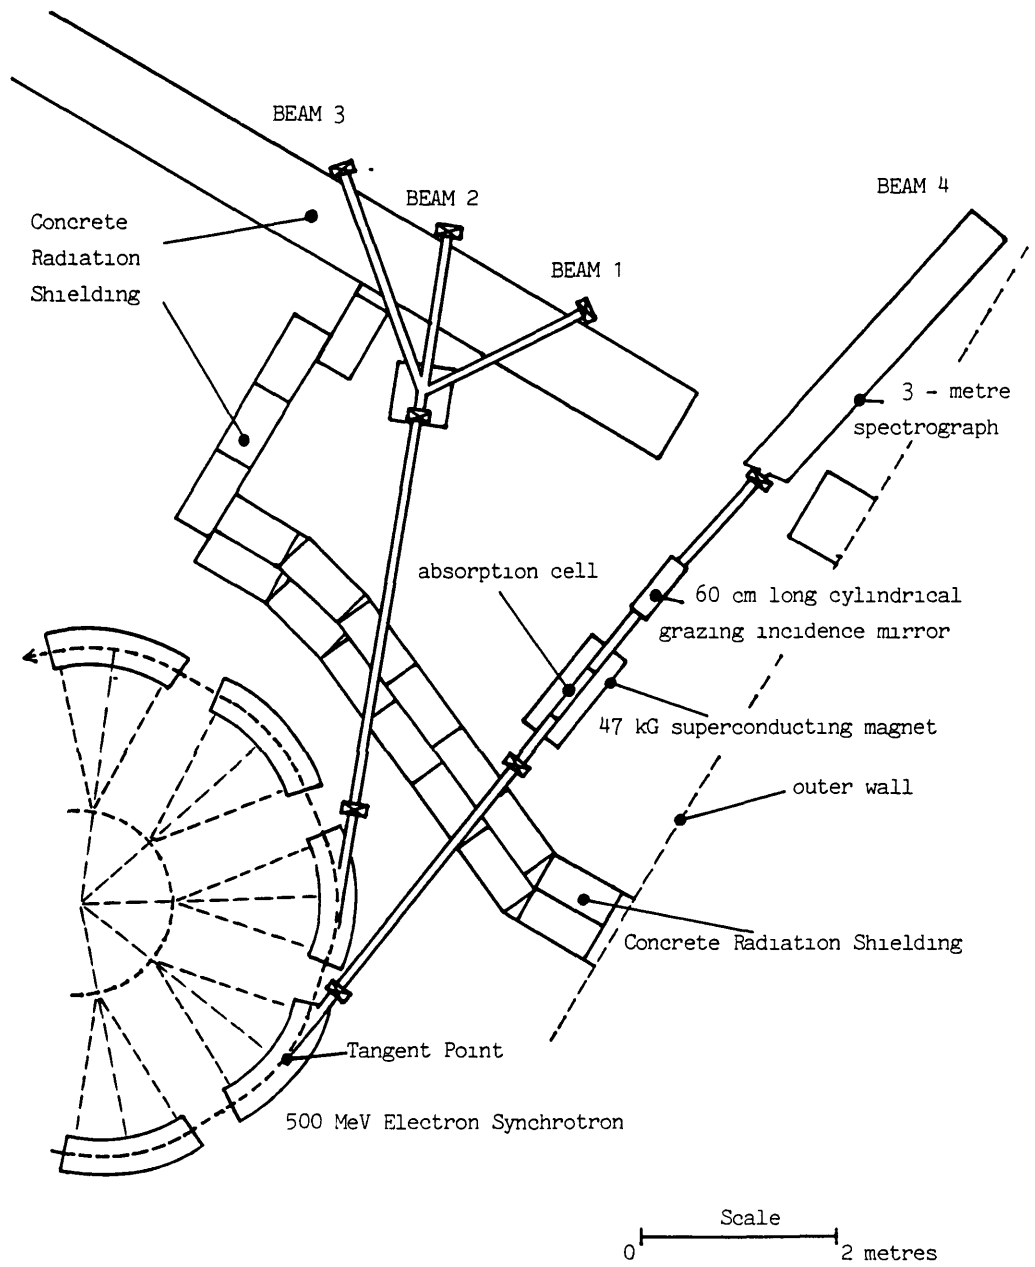 BEAM 3
BEAM 2
BEAM 4
Concrete
Radiation
Shielding
BEAM 1
3 - metre
spectrograph
absorption cell
60 cm long cylindrical
grazing incidence mirror
47 kG superconducting magnet
outer wall
Concrete Radiation Shielding
Tangent Point
500 MeV Electron Synchrotron
Scale
0
2 metres